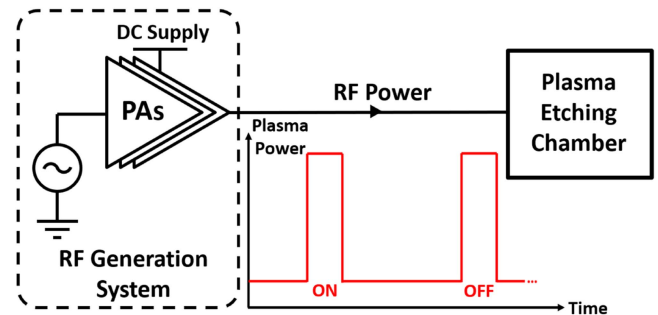 DC Supply
PAs
RF Power
Plasma
Etching
Chamber
Plasma
Power
RF Generation
System
ON
OFF
...
Time